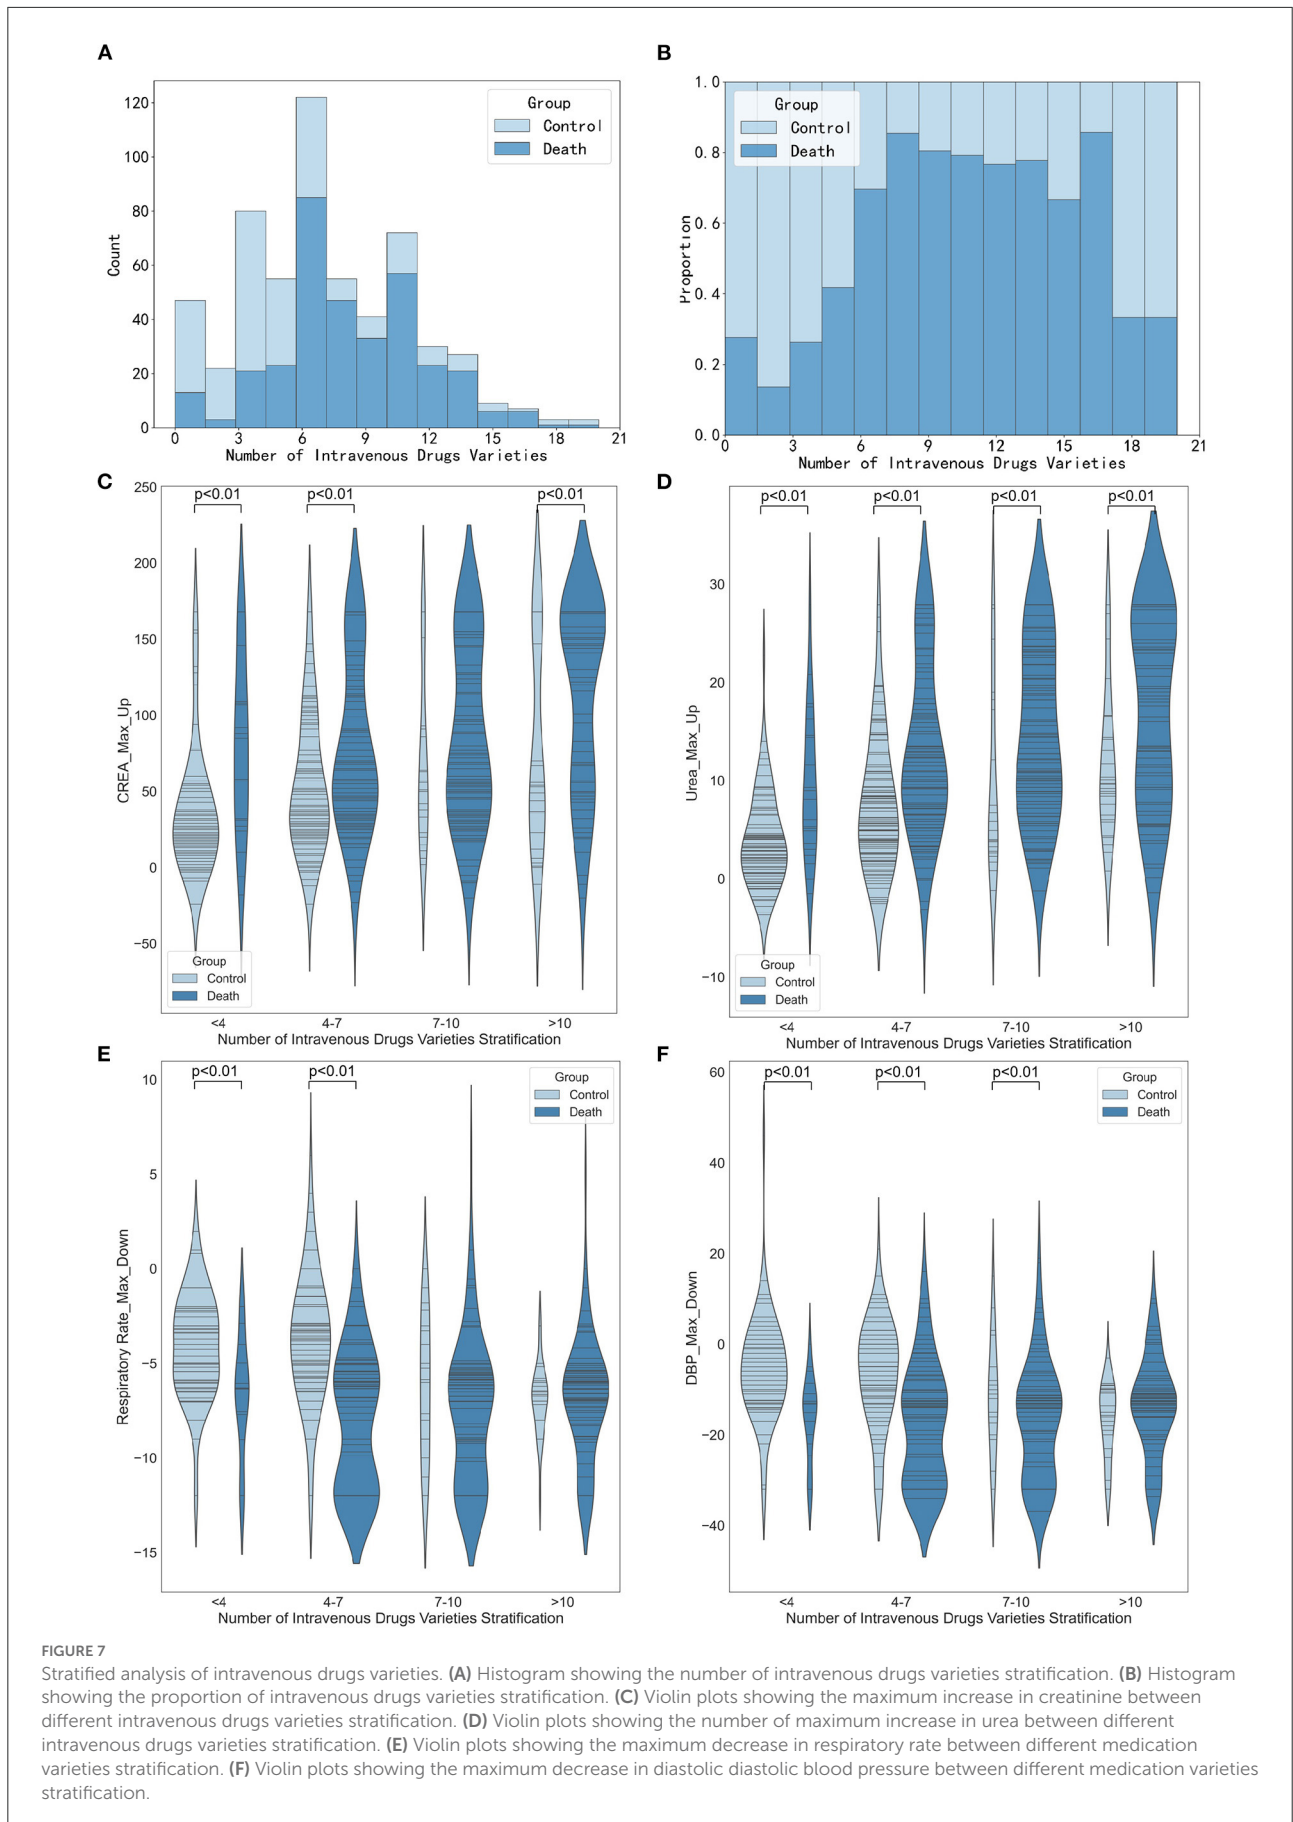 A
120
100
80
60
40
20
0
Count
Group
Control
Death
0 3 6 9 12 15 18 21
Number of Intravenous Drugs Varieties
B
1.0
0.8
0.6
0.4
0.2
0.0
Proportion
Group
Control
Death
0 3 6 9 12 15 18 21
Number of Intravenous Drugs Varieties
C
250
200
150
100
50
0
−50
CREA_Max_Up
p<0.01 p<0.01 p<0.01
Group
Control
Death
<4 4-7 7-10 >10
Number of Intravenous Drugs Varieties Stratification
D
30
20
10
0
−10
Urea_Max_Up
p<0.01 p<0.01 p<0.01 p<0.01
Group
Control
Death
<4 4-7 7-10 >10
Number of Intravenous Drugs Varieties Stratification
E
10
5
0
−5
−10
−15
Respiratory Rate_Max_Down
p<0.01 p<0.01
Group
Control
Death
<4 4-7 7-10 >10
Number of Intravenous Drugs Varieties Stratification
F
60
40
20
0
−20
−40
DBP_Max_Down
p<0.01 p<0.01 p<0.01
Group
Control
Death
<4 4-7 7-10 >10
Number of Intravenous Drugs Varieties Stratification
FIGURE 7
Stratified analysis of intravenous drugs varieties. (A) Histogram showing the number of intravenous drugs varieties stratification. (B) Histogram
showing the proportion of intravenous drugs varieties stratification. (C) Violin plots showing the maximum increase in creatinine between
different intravenous drugs varieties stratification. (D) Violin plots showing the number of maximum increase in urea between different
intravenous drugs varieties stratification. (E) Violin plots showing the maximum decrease in respiratory rate between different medication
varieties stratification. (F) Violin plots showing the maximum decrease in diastolic diastolic blood pressure between different medication varieties
stratification.